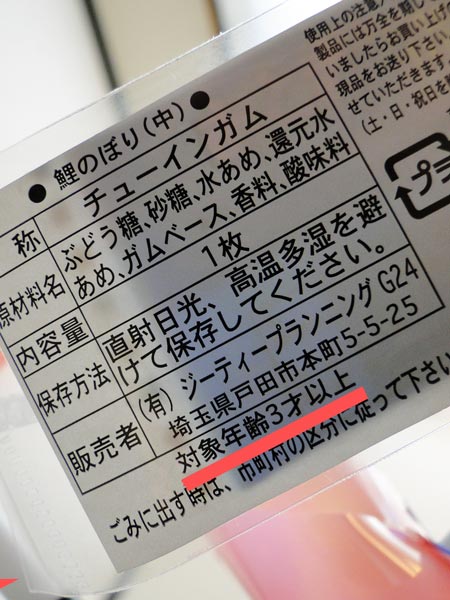 ● 鯉のぼり(中) ●
称 チューインガム
原材料名 ぶどう糖、砂糖、水あめ、還元水
あめ、ガムベース、香料、酸味料
内容量 1枚
保存方法 直射日光、高温多湿を避
けて保存してください。
販売者 (有)ジーティープランニング G24
埼玉県戸田市本町5-5-25
対象年齢3才以上
ごみに出す時は、市町村の区分に従って下さい
使用上の注意
製品には万全を期し
いましたらお買い上げ
現品をお送り下さい
せていただきます。
(土・日・祝日を
プ